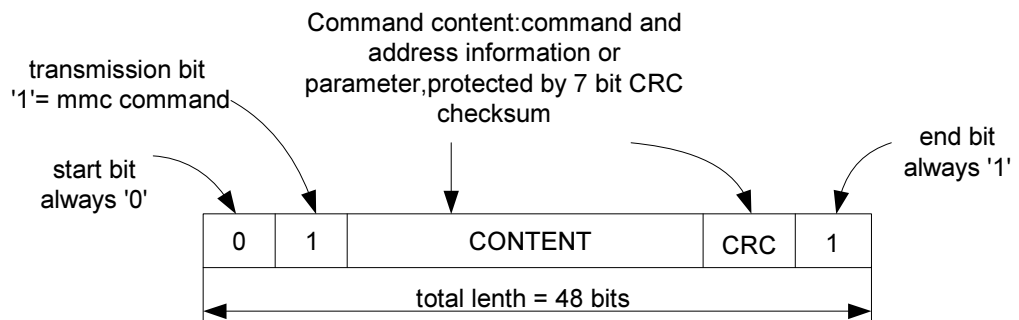 Command content:command and
address information or
parameter,protected by 7 bit CRC
checksum
transmission bit
'1'= mmc command
start bit
always '0'
end bit
always '1'
0 1 CONTENT CRC 1
total lenth = 48 bits